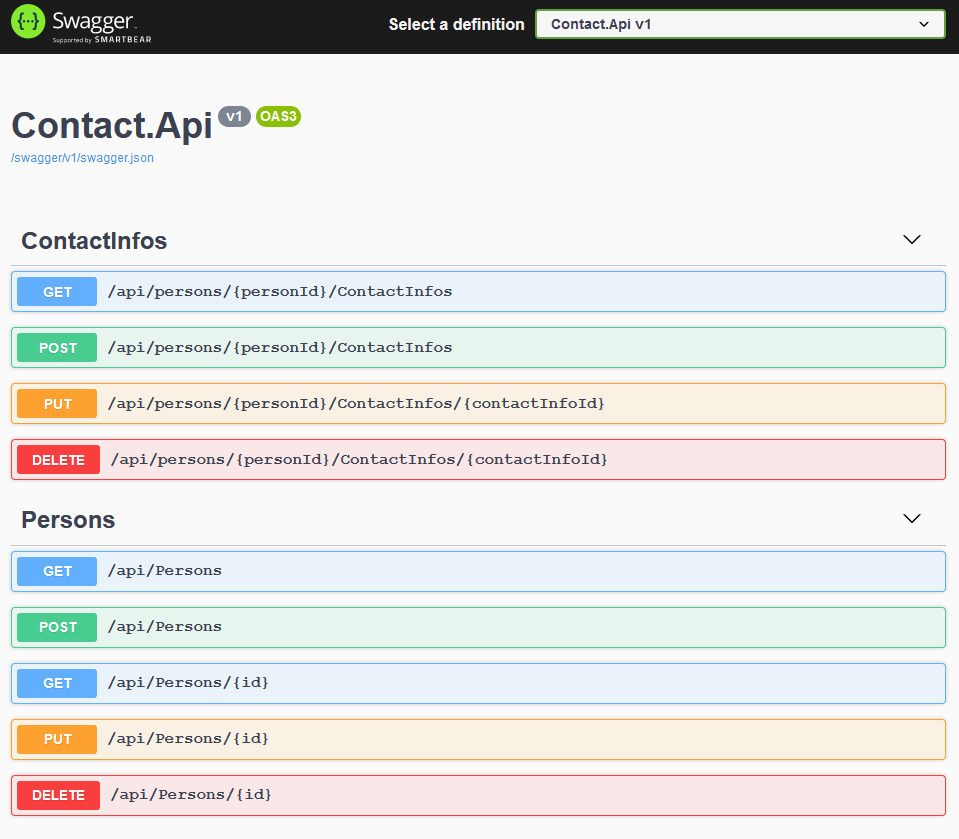 Swagger
Supported by SMARTBEAR
Select a definition
Contact.Api v1
Contact.Api v1 OAS3
/swagger/v1/swagger.json
ContactInfos
GET /api/persons/{personId}/ContactInfos
POST /api/persons/{personId}/ContactInfos
PUT /api/persons/{personId}/ContactInfos/{contactInfoId}
DELETE /api/persons/{personId}/ContactInfos/{contactInfoId}
Persons
GET /api/Persons
POST /api/Persons
GET /api/Persons/{id}
PUT /api/Persons/{id}
DELETE /api/Persons/{id}